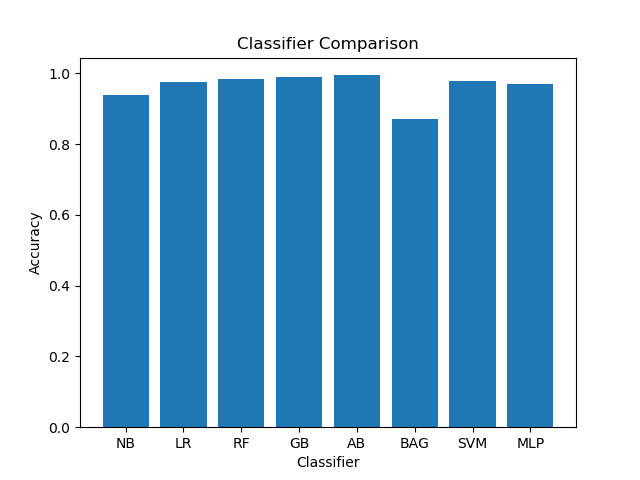 Classifier Comparison
1.0
0.8
0.6
0.4
0.2
0.0
Accuracy
NB LR RF GB AB BAG SVM MLP
Classifier